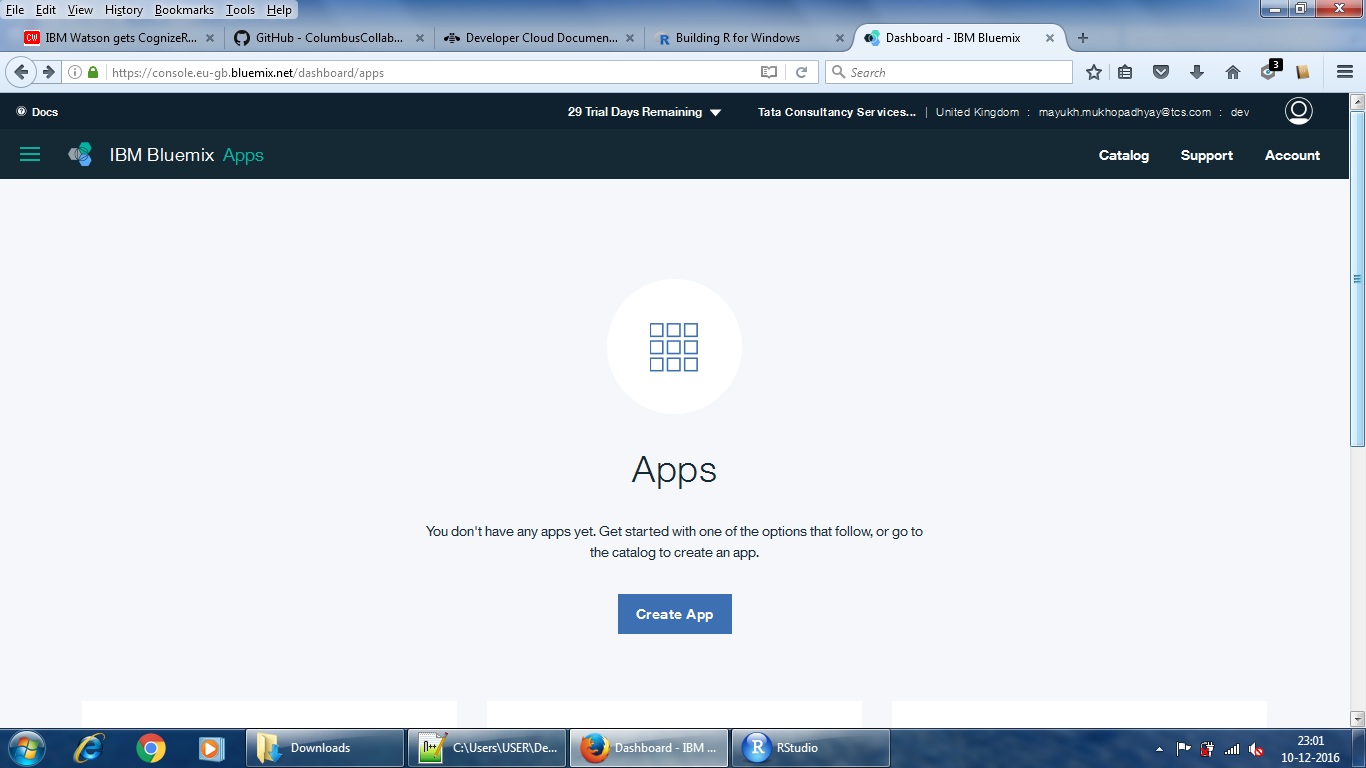 File Edit View History Bookmarks Tools Help
CW IBM Watson gets CognizeR... GitHub - ColumbusCollab... Developer Cloud Documen... Building R for Windows Dashboard - IBM Bluemix
https://console.eu-gb.bluemix.net/dashboard/apps Search 3
Docs 29 Trial Days Remaining Tata Consultancy Services... | United Kingdom : mayukh.mukhopadhyay@tcs.com : dev
IBM Bluemix Apps Catalog Support Account
Apps
You don't have any apps yet. Get started with one of the options that follow, or go to
the catalog to create an app.
Create App
Downloads C:\Users\USER\De... Dashboard - IBM ... R RStudio
23:01
10-12-2016